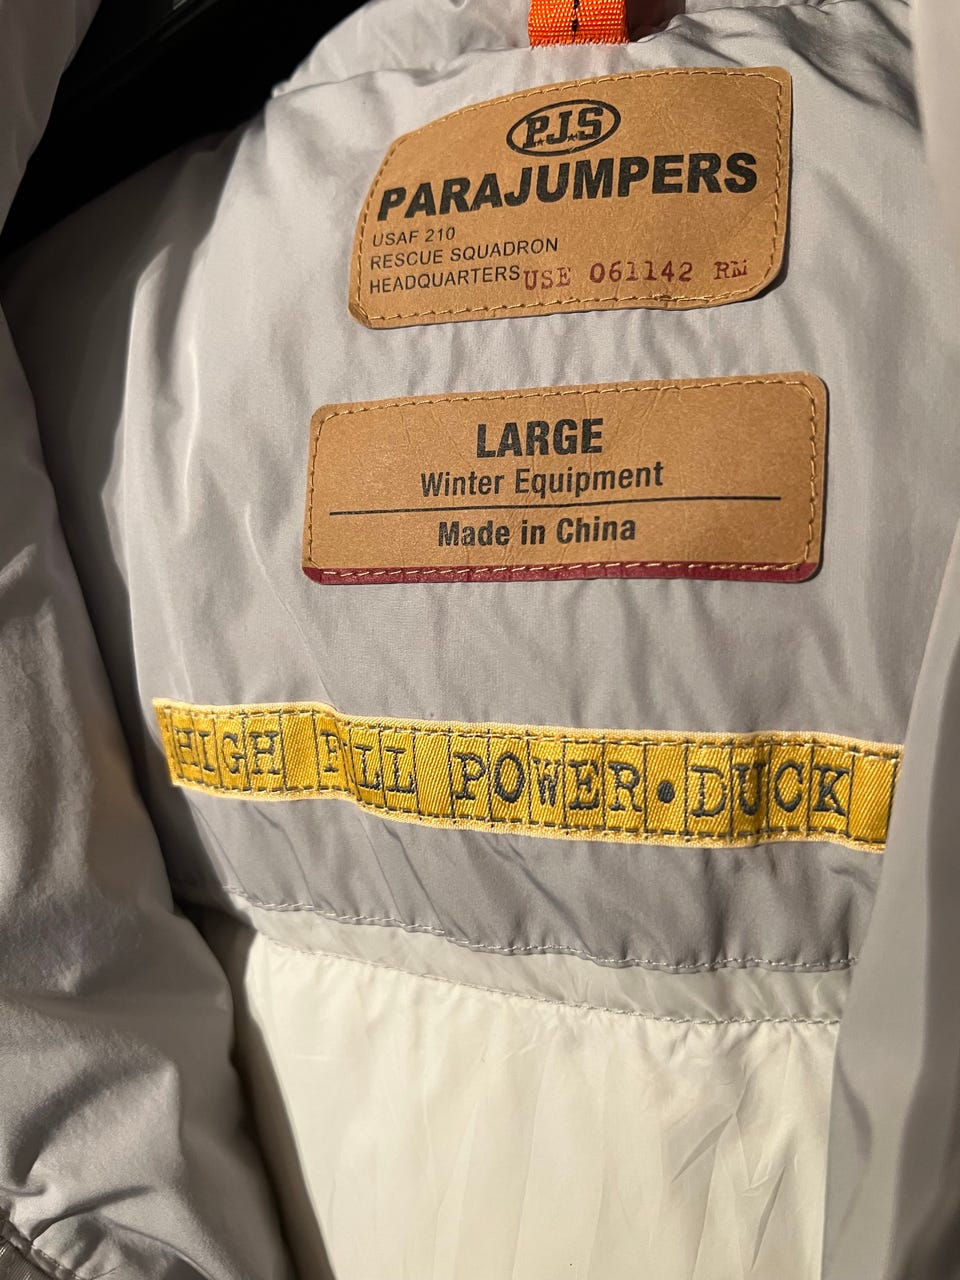 P.J.S
PARAJUMPERS
USAF 210
RESCUE SQUADRON
HEADQUARTERS USE 061142 RM
LARGE
Winter Equipment
Made in China
HIGH FILL POWER • DUCK